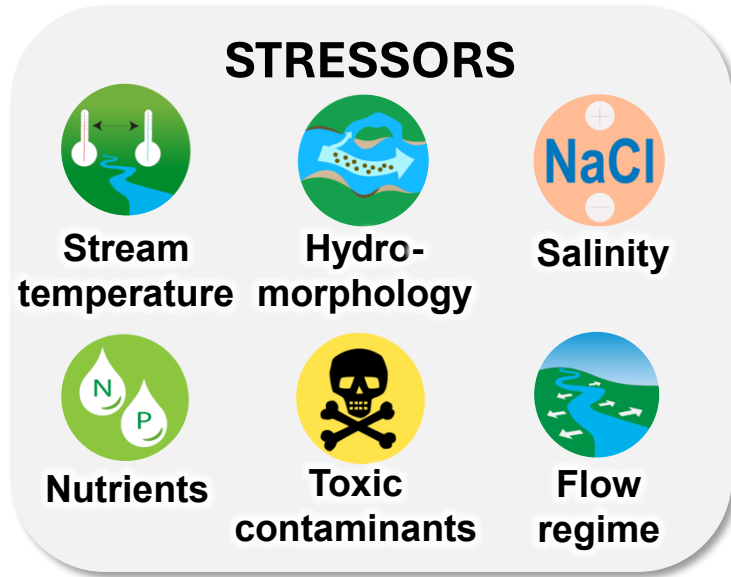 STRESSORS
NaCl
Stream
temperature
Hydro-
morphology
Salinity
N
P
Nutrients
Toxic
contaminants
Flow
regime